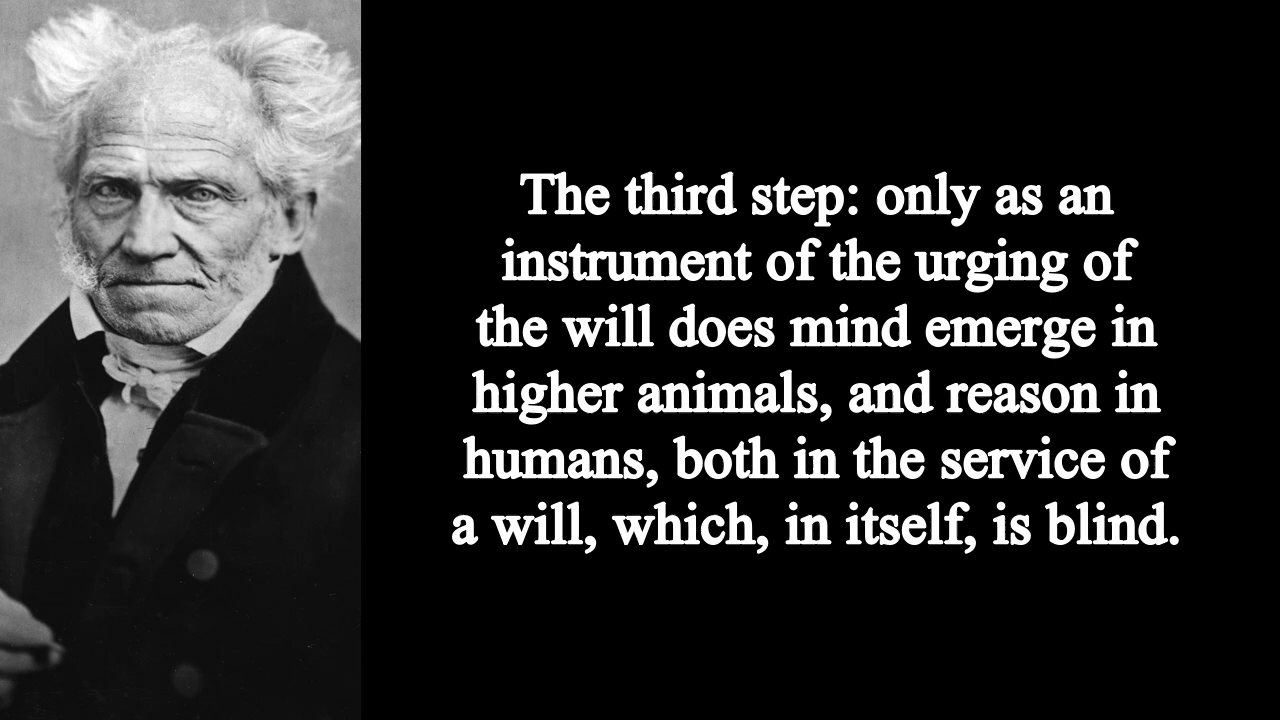 The third step: only as an
instrument of the urging of
the will does mind emerge in
higher animals, and reason in
humans, both in the service of
a will, which, in itself, is blind.